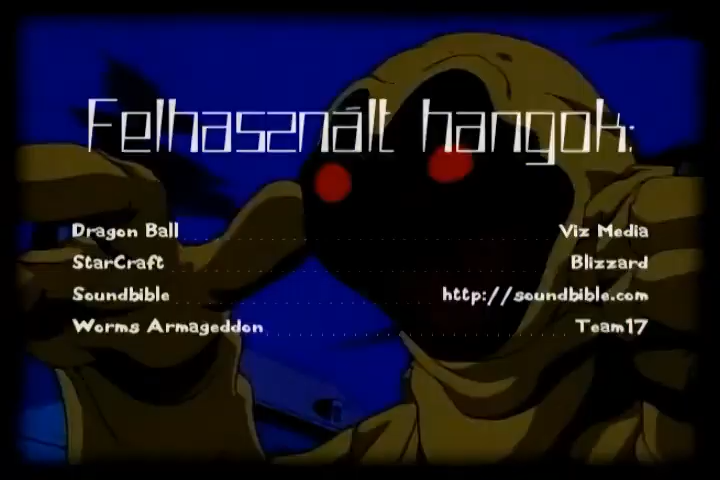 Felhasznált hangok:
Dragon Ball Viz Media
StarCraft Blizzard
Soundbible http://soundbible.com
Worms Armageddon Team17